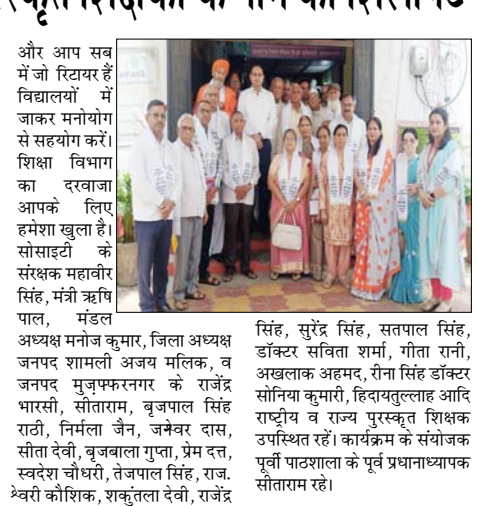 और आप सब
में जो रिटायर हैं
विद्यालयों में
जाकर मनोयोग
से सहयोग करें।
शिक्षा विभाग
का दरवाजा
आपके लिए
हमेशा खुला है।
सोसाइटी के
संरक्षक महावीर
सिंह, मंत्री ऋषि
पाल, मंडल
अध्यक्ष मनोज कुमार, जिला अध्यक्ष
जनपद शामली अजय मलिक, व
जनपद मुज़फ्फरनगर के राजेंद्र
भारसी, सीताराम, बृजपाल सिंह
राठी, निर्मला जैन, जनेश्वर दास,
सीता देवी, बृजबाला गुप्ता, प्रेम दत्त,
स्वदेश चौधरी, तेजपाल सिंह, राज.
श्वरी कौशिक, शकुंतला देवी, राजेंद्र
सिंह, सुरेंद्र सिंह, सतपाल सिंह,
डॉक्टर सविता शर्मा, गीता रानी,
अखलाक अहमद, रीना सिंह डॉक्टर
सोनिया कुमारी, हिदायतुल्लाह आदि
राष्ट्रीय व राज्य पुरस्कृत शिक्षक
उपस्थित रहें। कार्यक्रम के संयोजक
पूर्वी पाठशाला के पूर्व प्रधानाध्यापक
सीताराम रहे।